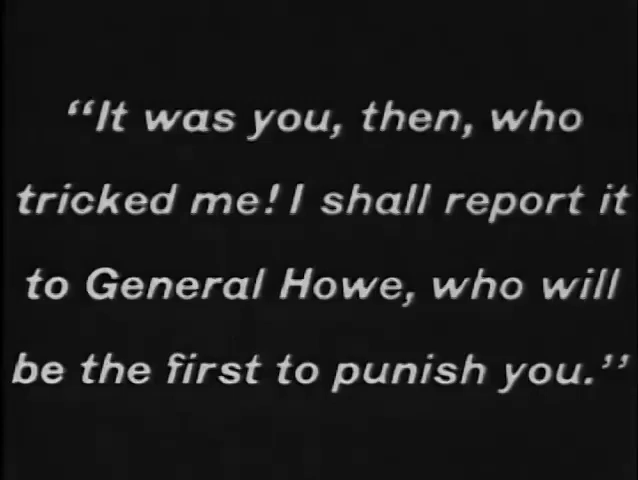 “It was you, then, who
tricked me! I shall report it
to General Howe, who will
be the first to punish you.”